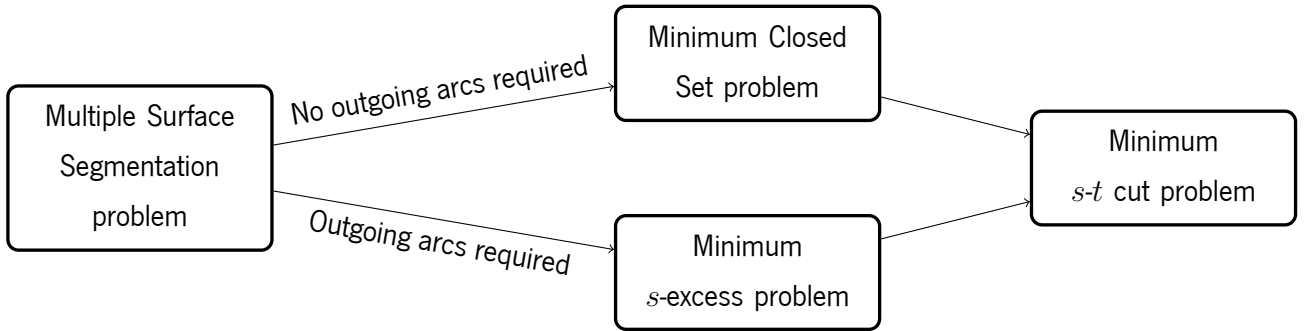 Multiple Surface
Segmentation
problem
No outgoing arcs required
Outgoing arcs required
Minimum Closed
Set problem
Minimum
s-excess problem
Minimum
s-t cut problem